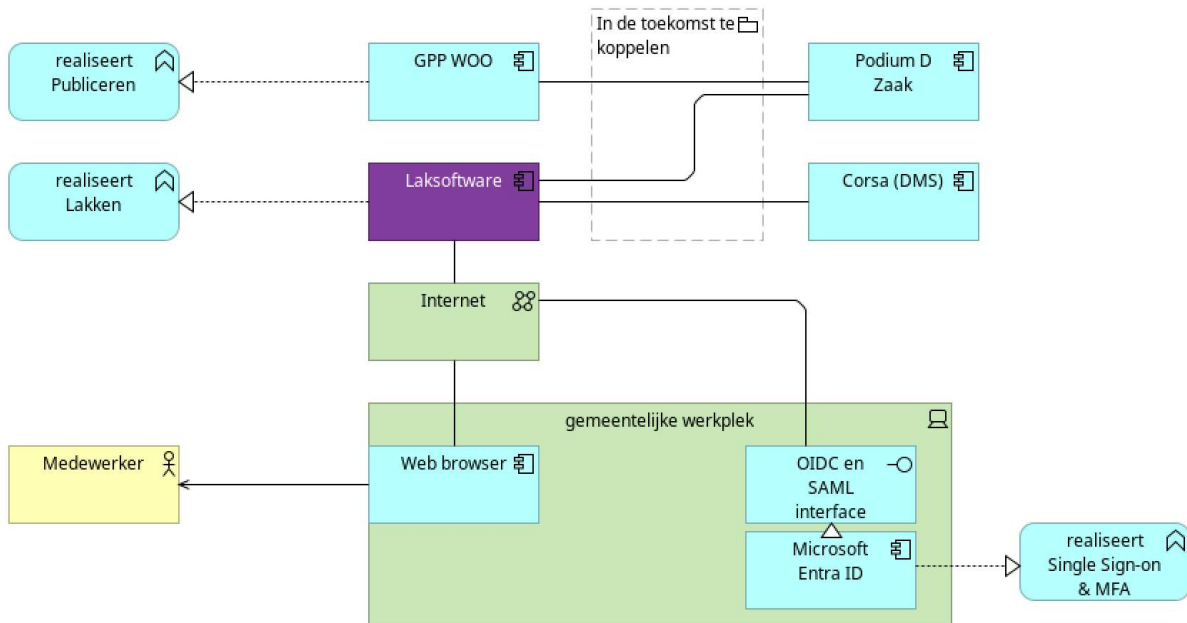 In de toekomst te
koppelen
realiseert
Publiceren
GPP WOO
Podium D
Zaak
realiseert
Lakken
Laksoftware
Corsa (DMS)
Internet
gemeentelijke werkplek
Medewerker
Web browser
OIDC en
SAML
interface
Microsoft
Entra ID
realiseert
Single Sign-on
& MFA